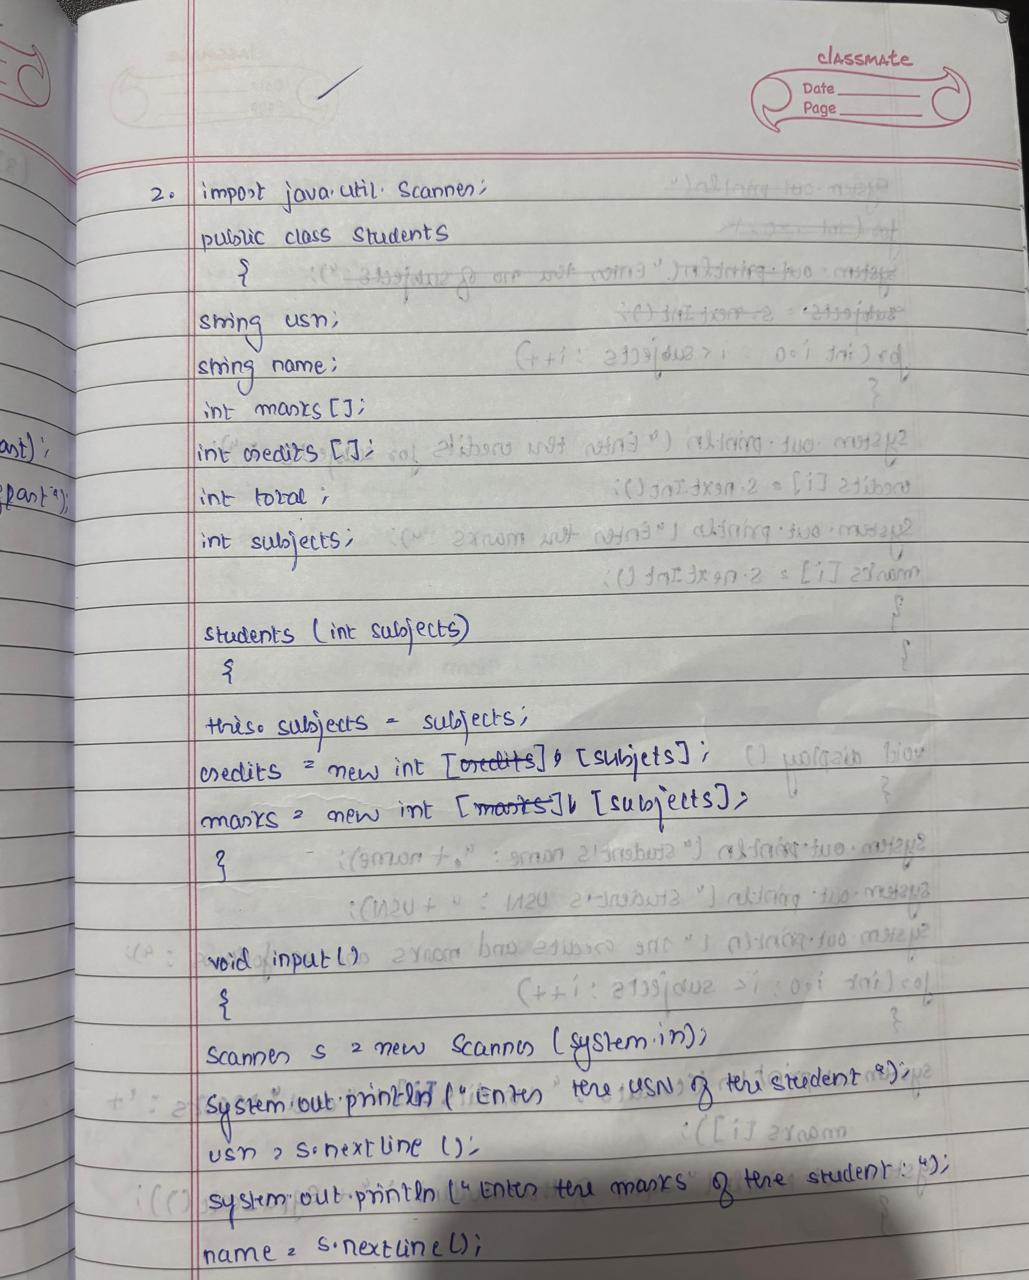 classmate
Date
Page
2. import java.util.Scanner;
public class Students
{
string usn;
string name;
int marks [];
int credits [];
int total;
int subjects;
ast);
part");
students (int subjects)
{
this. subjects = subjects;
credits = new int [credits] [subjets];
marks = new int [marks] [subjects];
}
void input()
{
Scanner s = new Scanner (system.in);
System.out.println ("Enter the USN of the student ");
usn = s.nextline ();
system.out.println ("Enter the marks of the student : ");
name = s.nextline();